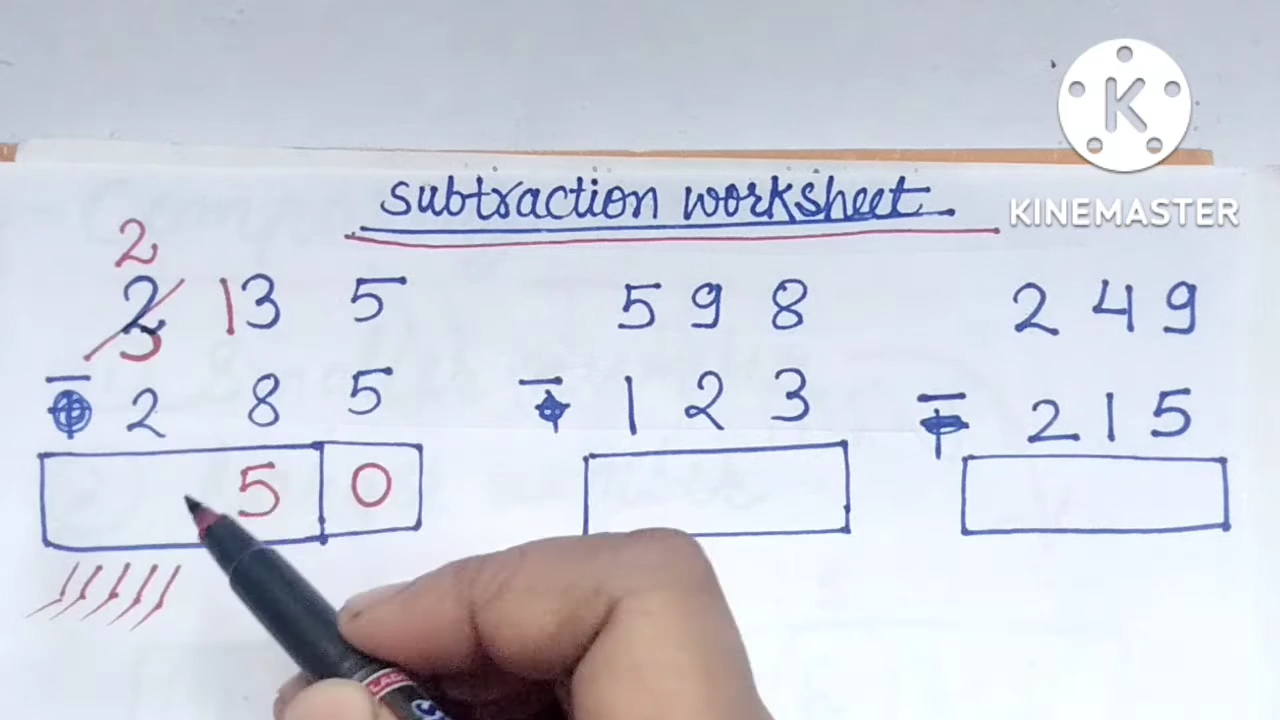 K
KINEMASTER
subtraction worksheet
2
2 13 5 5 9 8 2 4 9
- 2 8 5 - 1 2 3 - 2 1 5
5 0